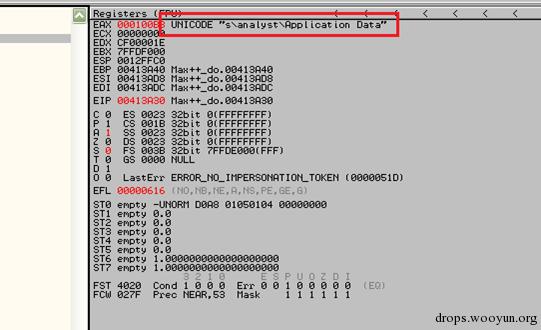 Registers (FPU) < < < < < <
EAX 000100B8 UNICODE "s\analyst\Application Data"
ECX 00000000
EDX CF00001E
EBX 7FFDF000
ESP 0012FFC0
EBP 00413A40 Max++_do.00413A40
ESI 00413AD8 Max++_do.00413AD8
EDI 00413ADC Max++_do.00413ADC
EIP 00413A30 Max++_do.00413A30
C 0 ES 0023 32bit 0(FFFFFFFF)
P 1 CS 001B 32bit 0(FFFFFFFF)
A 1 SS 0023 32bit 0(FFFFFFFF)
Z 0 DS 0023 32bit 0(FFFFFFFF)
S 0 FS 003B 32bit 7FFDE000(FFF)
T 0 GS 0000 NULL
D 1
O 0 LastErr ERROR_NO_IMPERSONATION_TOKEN (0000051D)
EFL 00000616 (NO,NB,NE,A,NS,PE,GE,G)
ST0 empty -UNORM D0A8 01050104 00000000
ST1 empty 0.0
ST2 empty 0.0
ST3 empty 0.0
ST4 empty 0.0
ST5 empty 0.0
ST6 empty 1.0000000000000000000
ST7 empty 1.0000000000000000000
3 2 1 0 E S P U O Z D I
FST 4020 Cond 1 0 0 0 Err 0 0 1 0 0 0 0 0 (EQ)
FCW 027F Prec NEAR,53 Mask 1 1 1 1 1 1
drops.wooyun.org